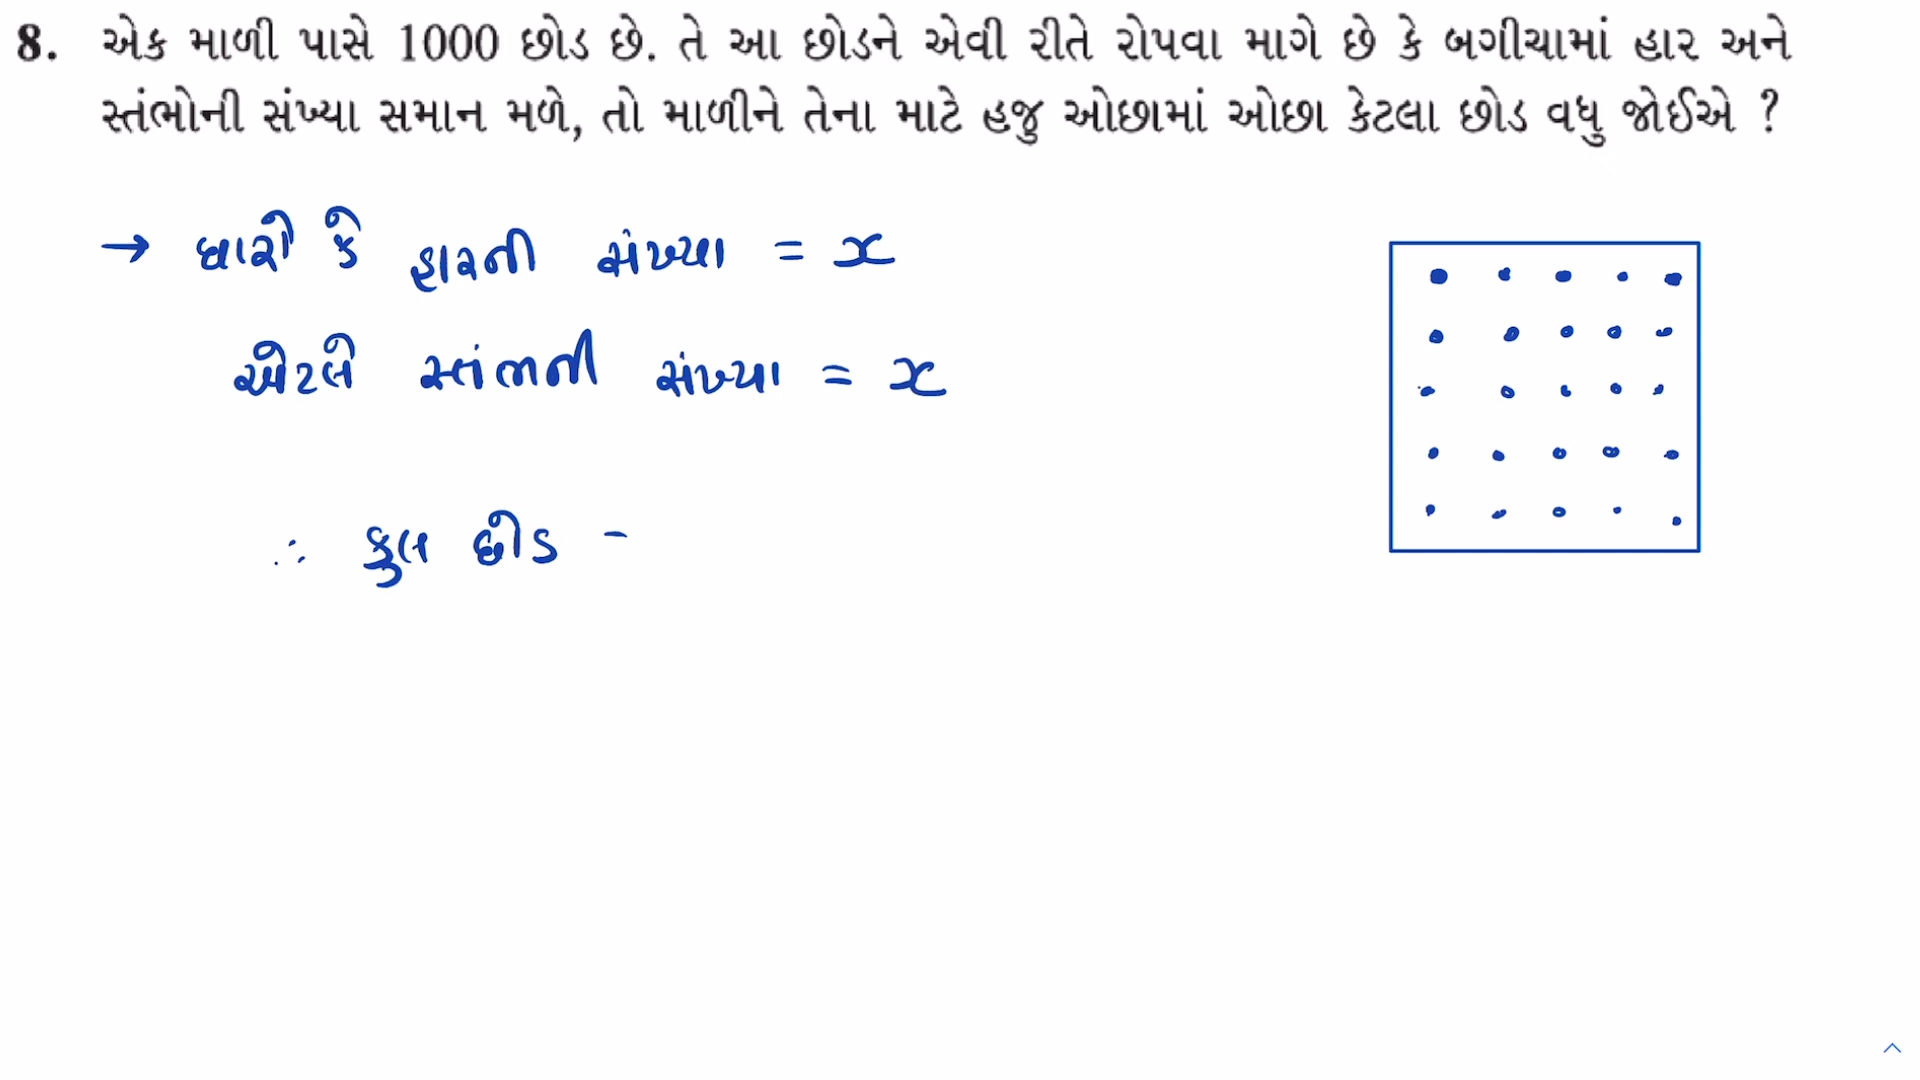 8. એક માળી પાસે 1000 છોડ છે. તે આ છોડને એવી રીતે રોપવા માગે છે કે બગીચામાં હાર અને
સ્તંભોની સંખ્યા સમાન મળે, તો માળીને તેના માટે હજુ ઓછામાં ઓછા કેટલા છોડ વધુ જોઈએ ?
→ ધારો કે હારની સંખ્યા = x
એટલે સ્તંભની સંખ્યા = x
∴ કુલ છોડ -